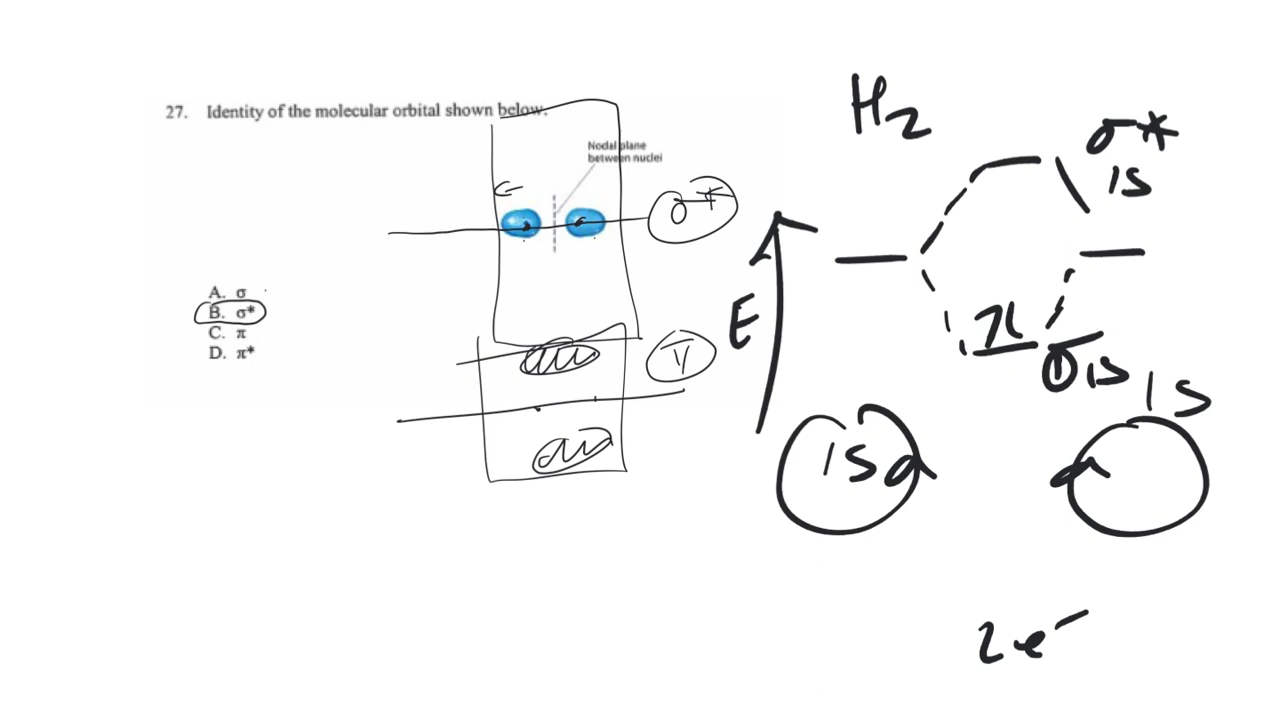 27. Identity of the molecular orbital shown below.
Nodal plane
between nuclei
σ*
A. σ
B. σ*
C. π
D. π*
H2
σ*
1S
E
σ1S
1S
1S
2e-